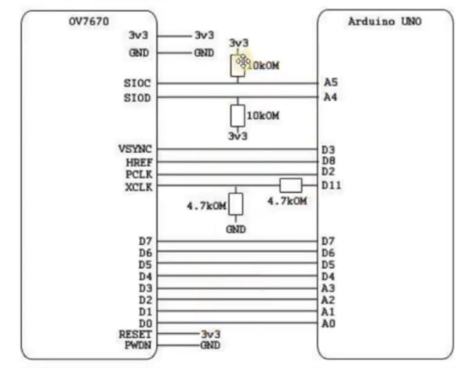 OV7670
Arduino UNO
3v3
3v3
GND
GND
3v3
10kOM
SIOC
A5
SIOD
A4
10kOM
3v3
VSYNC
D3
HREF
D8
PCLK
D2
XCLK
D11
4.7kOM
4.7kOM
GND
D7
D7
D6
D6
D5
D5
D4
D4
D3
A3
D2
A2
D1
A1
D0
A0
RESET
3v3
PWDN
GND